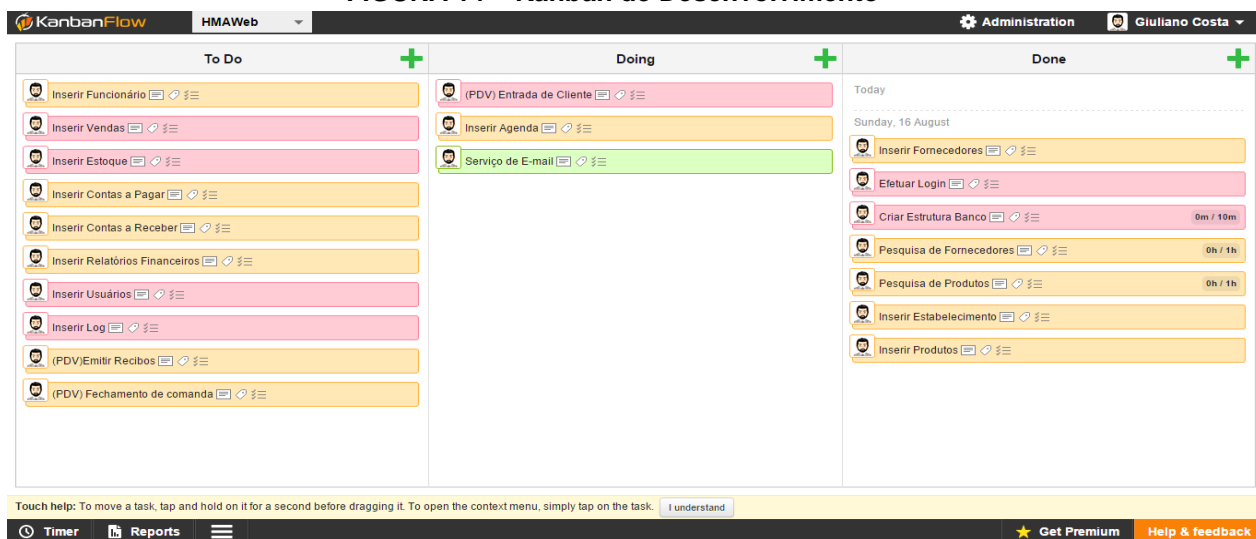 KanbanFlow
HMAWeb
Administration
Giuliano Costa
To Do
Inserir Funcionário
Inserir Vendas
Inserir Estoque
Inserir Contas a Pagar
Inserir Contas a Receber
Inserir Relatórios Financeiros
Inserir Usuários
Inserir Log
(PDV)Emitir Recibos
(PDV) Fechamento de comanda
Doing
(PDV) Entrada de Cliente
Inserir Agenda
Serviço de E-mail
Done
Today
Sunday, 16 August
Inserir Fornecedores
Efetuar Login
Criar Estrutura Banco 0m / 10m
Pesquisa de Fornecedores 0h / 1h
Pesquisa de Produtos 0h / 1h
Inserir Estabelecimento
Inserir Produtos
Touch help: To move a task, tap and hold on it for a second before dragging it. To open the context menu, simply tap on the task. I understand
Timer
Reports
Get Premium
Help & feedback